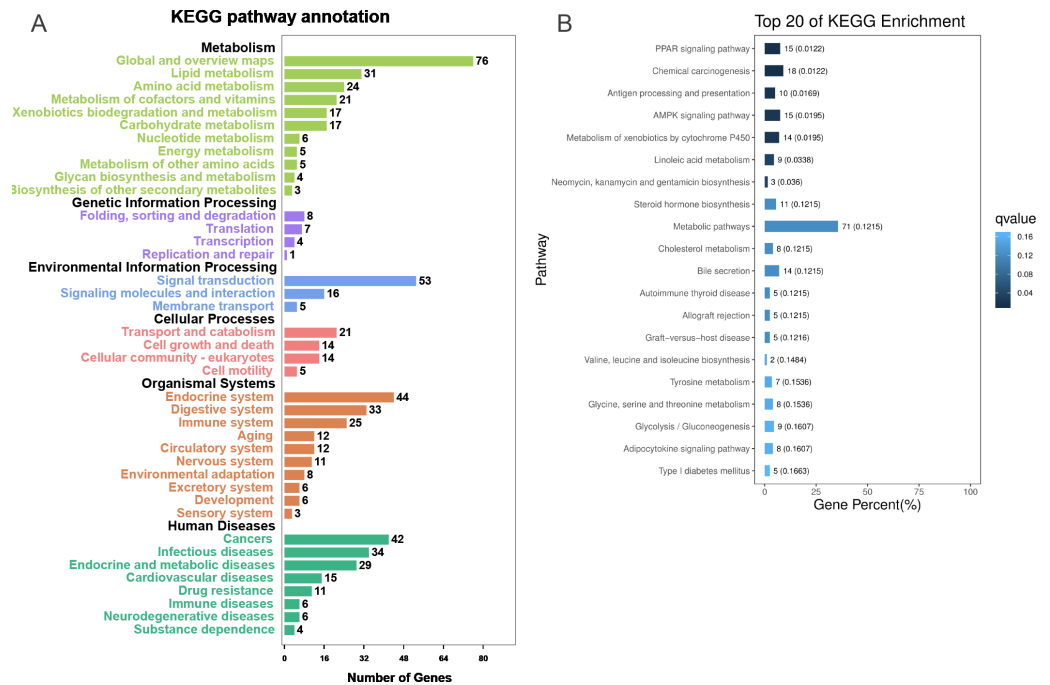 A
KEGG pathway annotation
Metabolism
Global and overview maps 76
Lipid metabolism 31
Amino acid metabolism 24
Metabolism of cofactors and vitamins 21
Xenobiotics biodegradation and metabolism 17
Carbohydrate metabolism 17
Nucleotide metabolism 6
Energy metabolism 5
Metabolism of other amino acids 5
Glycan biosynthesis and metabolism 4
Biosynthesis of other secondary metabolites 3
Genetic Information Processing
Folding, sorting and degradation 8
Translation 7
Transcription 4
Replication and repair 1
Environmental Information Processing
Signal transduction 53
Signaling molecules and interaction 16
Membrane transport 5
Cellular Processes
Transport and catabolism 21
Cell growth and death 14
Cellular community - eukaryotes 14
Cell motility 5
Organismal Systems
Endocrine system 44
Digestive system 33
Immune system 25
Aging 12
Circulatory system 12
Nervous system 11
Environmental adaptation 8
Excretory system 6
Development 6
Sensory system 3
Human Diseases
Cancers 42
Infectious diseases 34
Endocrine and metabolic diseases 29
Cardiovascular diseases 15
Drug resistance 11
Immune diseases 6
Neurodegenerative diseases 6
Substance dependence 4
0 16 32 48 64 80
Number of Genes
B
Top 20 of KEGG Enrichment
Pathway
PPAR signaling pathway 15 (0.0122)
Chemical carcinogenesis 18 (0.0122)
Antigen processing and presentation 10 (0.0169)
AMPK signaling pathway 15 (0.0195)
Metabolism of xenobiotics by cytochrome P450 14 (0.0195)
Linoleic acid metabolism 9 (0.0338)
Neomycin, kanamycin and gentamicin biosynthesis 3 (0.036)
Steroid hormone biosynthesis 11 (0.1215)
Metabolic pathways 71 (0.1215)
Cholesterol metabolism 8 (0.1215)
Bile secretion 14 (0.1215)
Autoimmune thyroid disease 5 (0.1215)
Allograft rejection 5 (0.1215)
Graft−versus−host disease 5 (0.1216)
Valine, leucine and isoleucine biosynthesis 2 (0.1484)
Tyrosine metabolism 7 (0.1536)
Glycine, serine and threonine metabolism 8 (0.1536)
Glycolysis / Gluconeogenesis 9 (0.1607)
Adipocytokine signaling pathway 8 (0.1607)
Type I diabetes mellitus 5 (0.1663)
0 25 50 75 100
Gene Percent(%)
qvalue
0.16
0.12
0.08
0.04